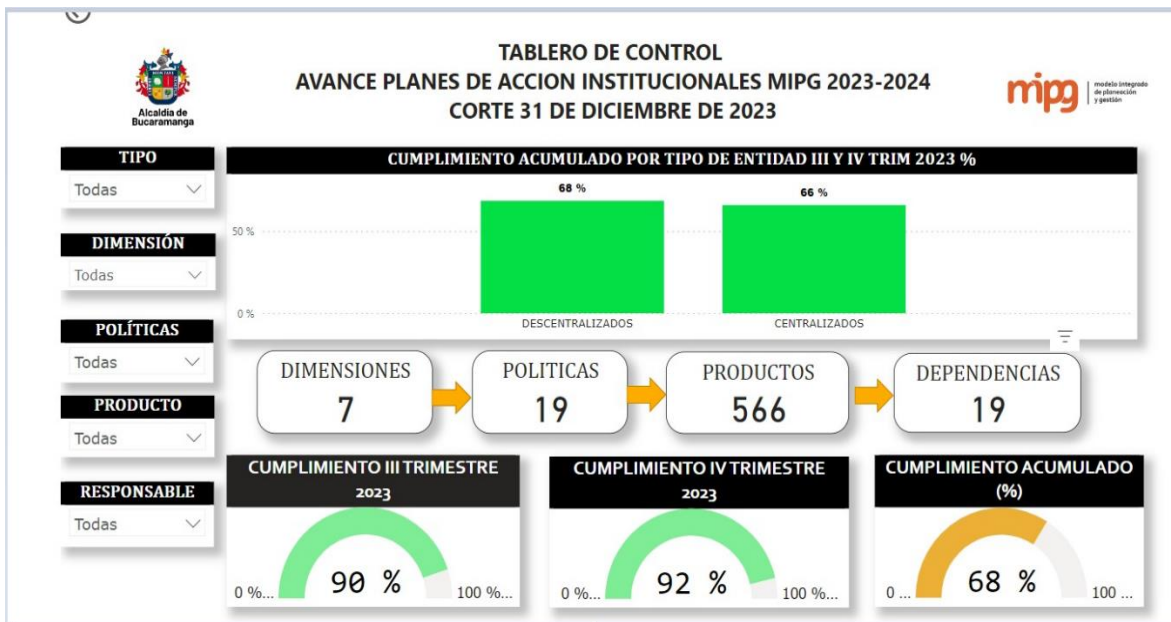 TABLERO DE CONTROL
AVANCE PLANES DE ACCION INSTITUCIONALES MIPG 2023-2024
CORTE 31 DE DICIEMBRE DE 2023
Alcaldía de
Bucaramanga
mipg
modelo integrado
de planeación
y gestión
TIPO
Todas
DIMENSIÓN
Todas
POLÍTICAS
Todas
PRODUCTO
Todas
RESPONSABLE
Todas
CUMPLIMIENTO ACUMULADO POR TIPO DE ENTIDAD III Y IV TRIM 2023 %
68 %
66 %
50 %
0 %
DESCENTRALIZADOS
CENTRALIZADOS
DIMENSIONES
7
POLITICAS
19
PRODUCTOS
566
DEPENDENCIAS
19
CUMPLIMIENTO III TRIMESTRE
2023
90 %
0 %...
100 %...
CUMPLIMIENTO IV TRIMESTRE
2023
92 %
0 %...
100 %...
CUMPLIMIENTO ACUMULADO
(%)
68 %
0 ...
100 ...